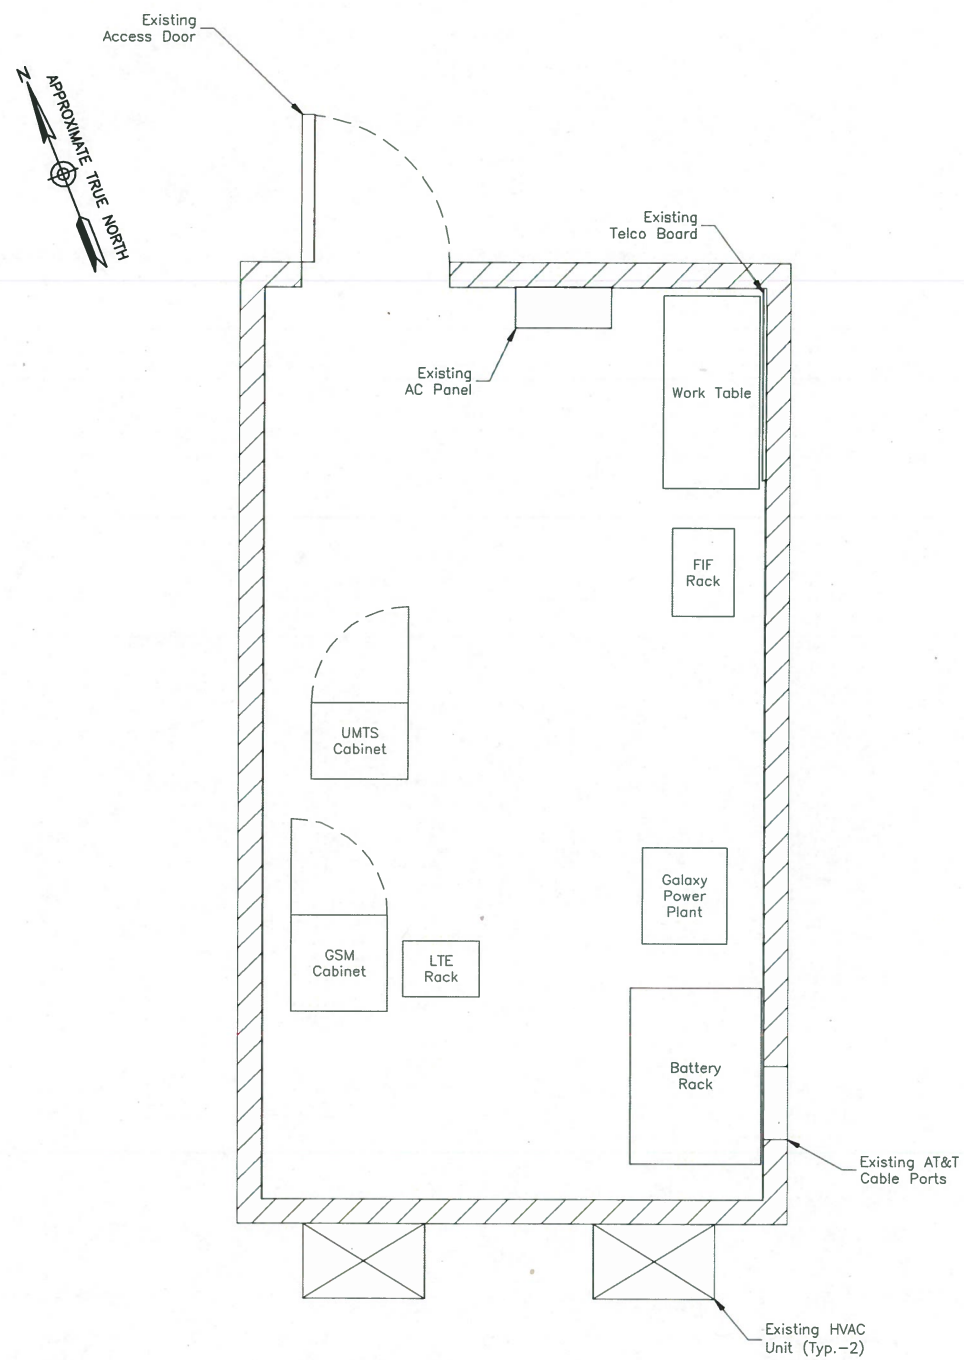 Existing
Access Door
N
APPROXIMATE TRUE NORTH
Existing
Telco Board
Existing
AC Panel
Work Table
FIF
Rack
UMTS
Cabinet
Galaxy
Power
Plant
GSM
Cabinet
LTE
Rack
Battery
Rack
Existing AT&T
Cable Ports
Existing HVAC
Unit (Typ.-2)